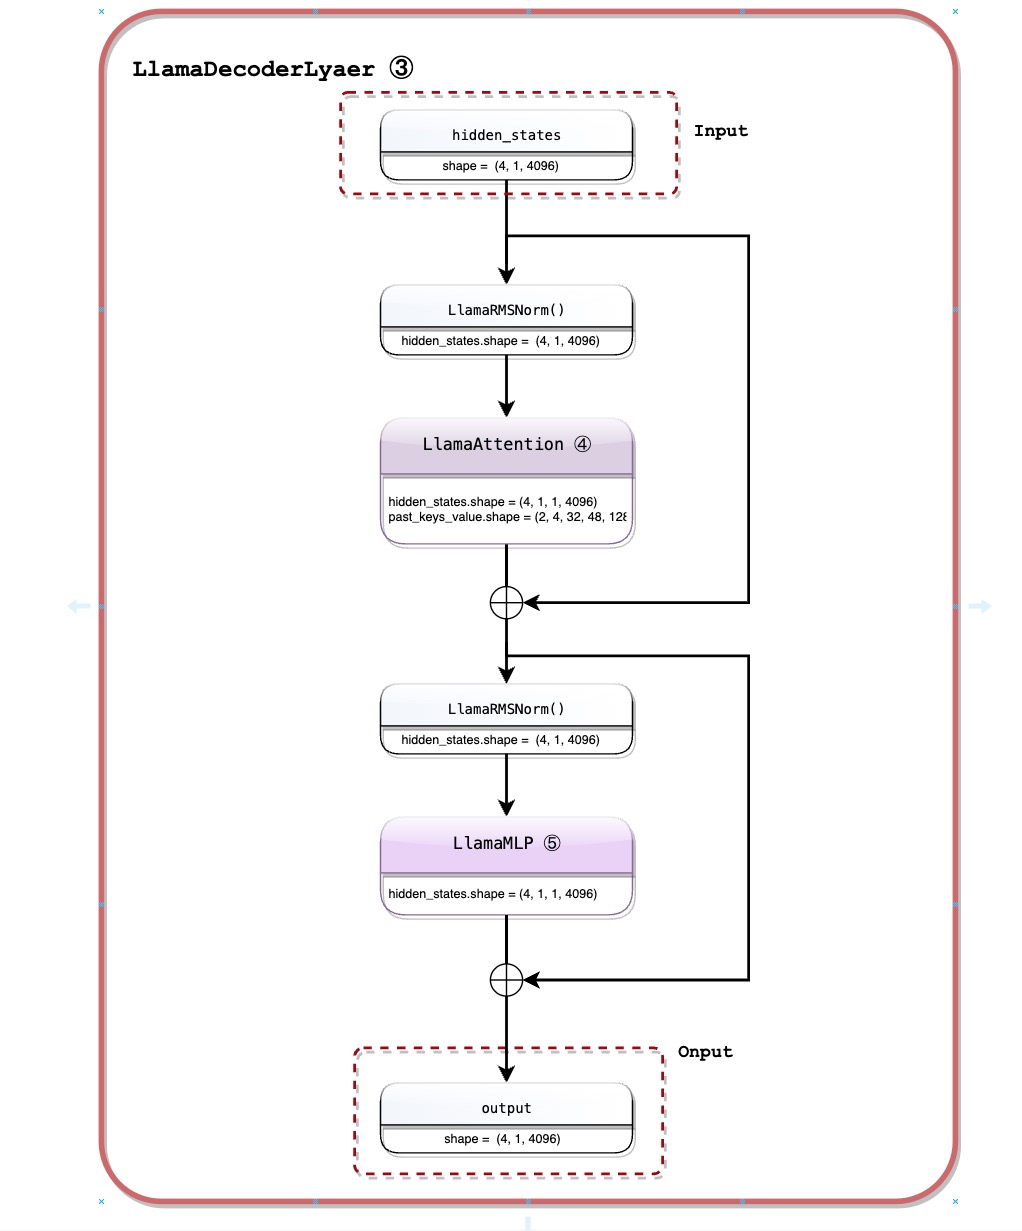 LlamaDecoderLyaer ③
hidden_states
shape = (4, 1, 4096)
Input
LlamaRMSNorm()
hidden_states.shape = (4, 1, 4096)
LlamaAttention ④
hidden_states.shape = (4, 1, 1, 4096)
past_keys_value.shape = (2, 4, 32, 48, 128
LlamaRMSNorm()
hidden_states.shape = (4, 1, 4096)
LlamaMLP ⑤
hidden_states.shape = (4, 1, 1, 4096)
Onput
output
shape = (4, 1, 4096)